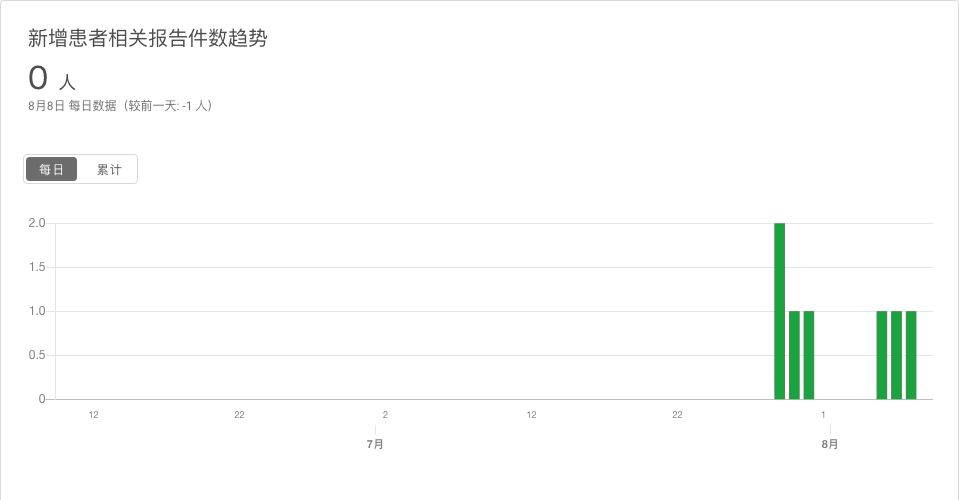 新增患者相关报告件数趋势
0 人
8月8日 每日数据（较前一天: -1 人）
每日 累计
2.0
1.5
1.0
0.5
0
12 22 2 12 22 1
7月 8月